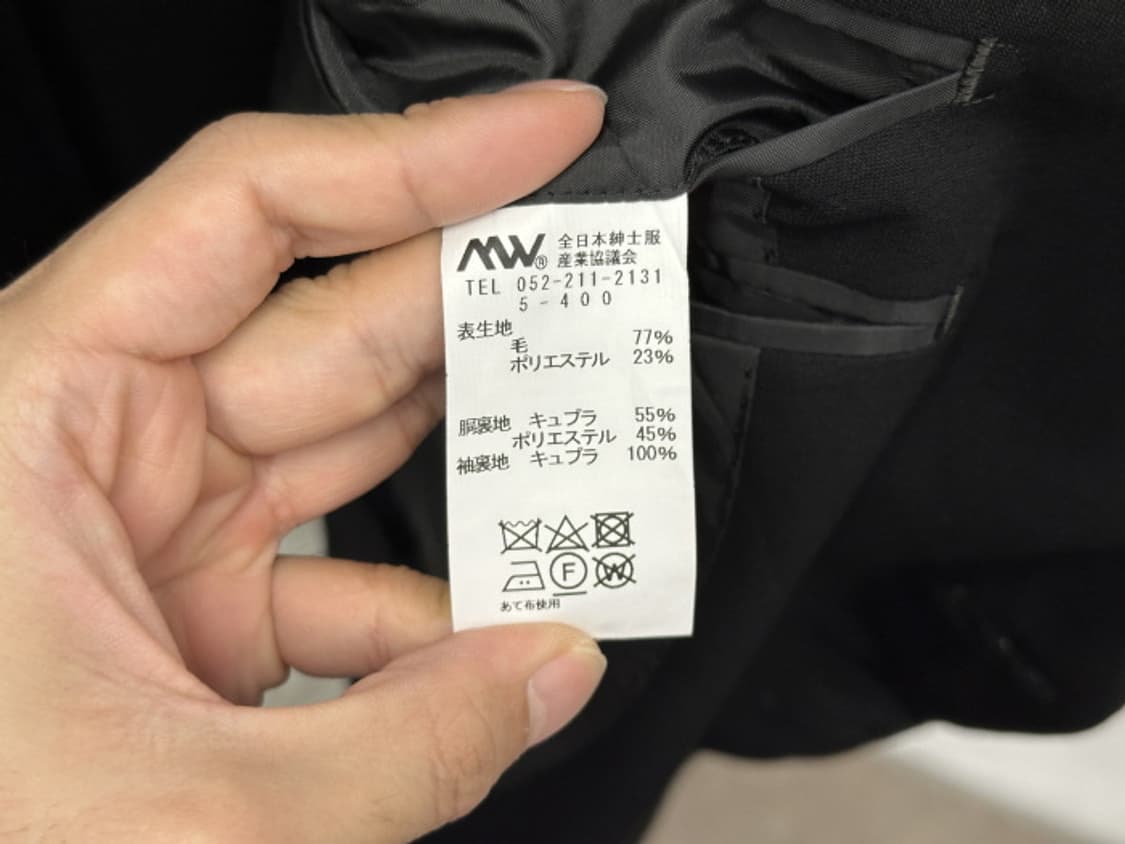 MW® 全日本紳士服
産業協議会
TEL 052-211-2131
5-400
表生地
毛 77%
ポリエステル 23%
胴裏地 キュプラ 55%
ポリエステル 45%
袖裏地 キュプラ 100%
F W
あて布使用